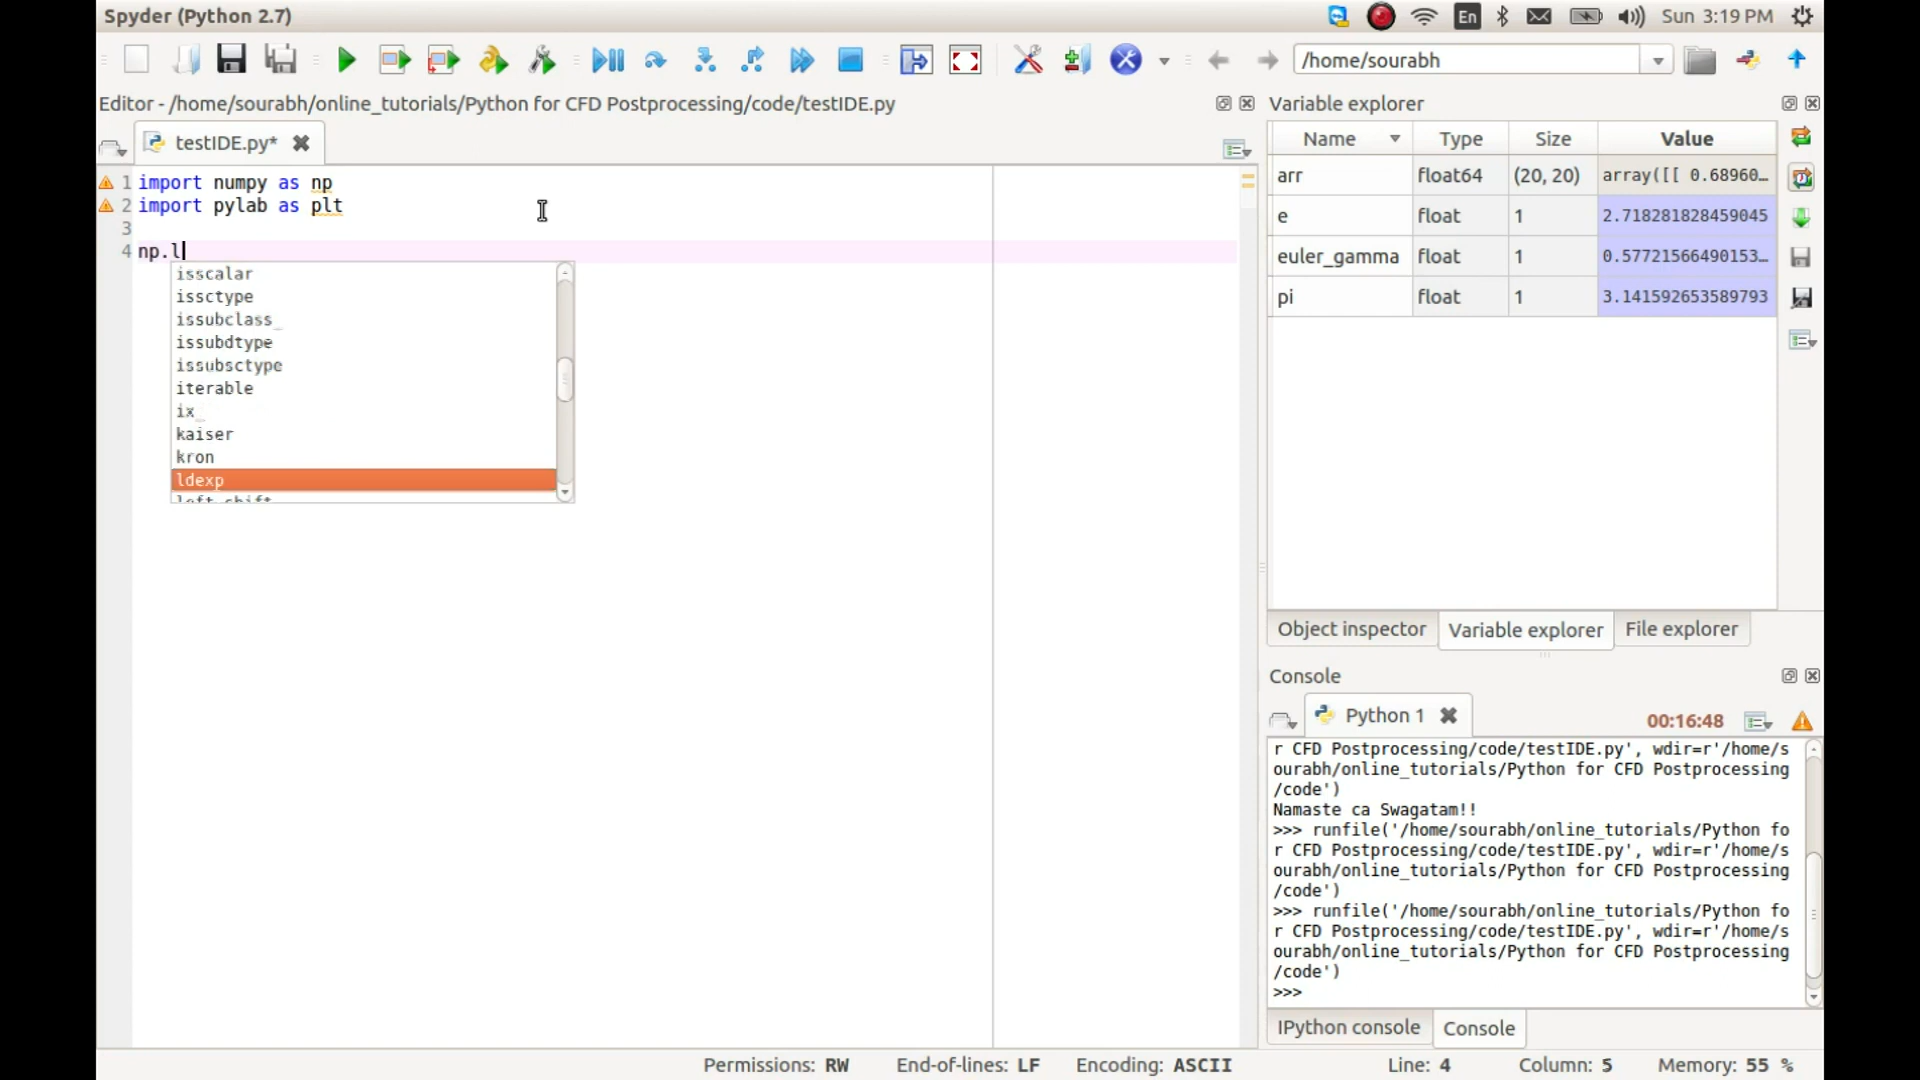 Spyder (Python 2.7)
En
Sun 3:19 PM
/home/sourabh
Editor - /home/sourabh/online_tutorials/Python for CFD Postprocessing/code/testIDE.py
testIDE.py*
1 import numpy as np
2 import pylab as plt
3
4 np.l
isscalar
issctype
issubclass_
issubdtype
issubsctype
iterable
ix_
kaiser
kron
ldexp
left_shift
Variable explorer
Name Type Size Value
arr float64 (20, 20) array([[ 0.68960…
e float 1 2.718281828459045
euler_gamma float 1 0.57721566490153…
pi float 1 3.141592653589793
Object inspector Variable explorer File explorer
Console
Python 1
00:16:48
r CFD Postprocessing/code/testIDE.py', wdir=r'/home/s
ourabh/online_tutorials/Python for CFD Postprocessing
/code')
Namaste ca Swagatam!!
>>> runfile('/home/sourabh/online_tutorials/Python fo
r CFD Postprocessing/code/testIDE.py', wdir=r'/home/s
ourabh/online_tutorials/Python for CFD Postprocessing
/code')
>>> runfile('/home/sourabh/online_tutorials/Python fo
r CFD Postprocessing/code/testIDE.py', wdir=r'/home/s
ourabh/online_tutorials/Python for CFD Postprocessing
/code')
>>>
IPython console Console
Permissions: RW End-of-lines: LF Encoding: ASCII Line: 4 Column: 5 Memory: 55 %